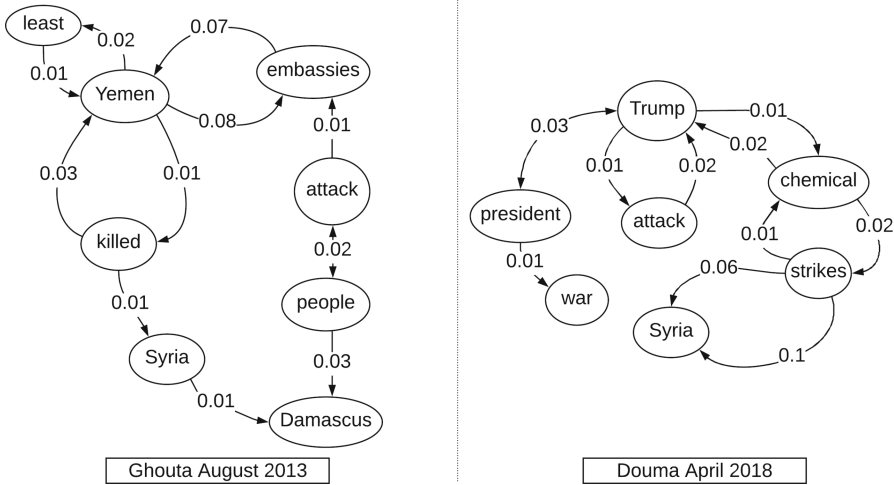 least
0.02
0.07
0.01
embassies
Yemen
0.08
0.01
0.03
0.01
attack
killed
0.02
0.01
people
Syria
0.03
0.01
Damascus
Ghouta August 2013
Trump
0.01
0.03
0.02
0.01
0.02
chemical
president
attack
0.02
0.01
0.01
0.06
strikes
war
Syria
0.1
Douma April 2018